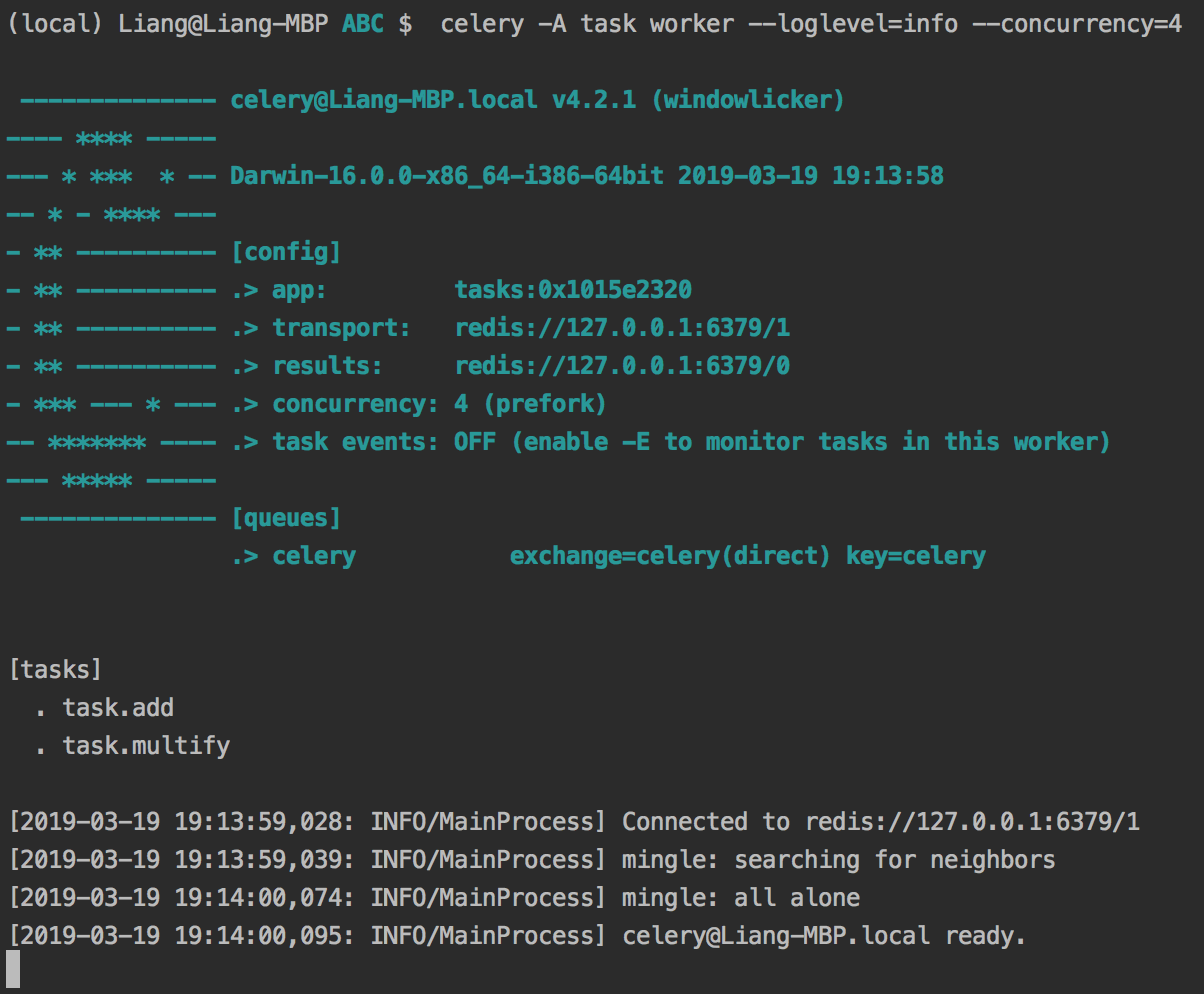 (local) Liang@Liang-MBP ABC $  celery -A task worker --loglevel=info --concurrency=4
 -------------- celery@Liang-MBP.local v4.2.1 (windowlicker)
---- **** -----
--- * ***  * -- Darwin-16.0.0-x86_64-i386-64bit 2019-03-19 19:13:58
-- * - **** ---
- ** ---------- [config]
- ** ---------- .> app:         tasks:0x1015e2320
- ** ---------- .> transport:   redis://127.0.0.1:6379/1
- ** ---------- .> results:     redis://127.0.0.1:6379/0
- *** --- * --- .> concurrency: 4 (prefork)
-- ******* ---- .> task events: OFF (enable -E to monitor tasks in this worker)
--- ***** -----
 -------------- [queues]
                .> celery           exchange=celery(direct) key=celery
[tasks]
  . task.add
  . task.multify
[2019-03-19 19:13:59,028: INFO/MainProcess] Connected to redis://127.0.0.1:6379/1
[2019-03-19 19:13:59,039: INFO/MainProcess] mingle: searching for neighbors
[2019-03-19 19:14:00,074: INFO/MainProcess] mingle: all alone
[2019-03-19 19:14:00,095: INFO/MainProcess] celery@Liang-MBP.local ready.